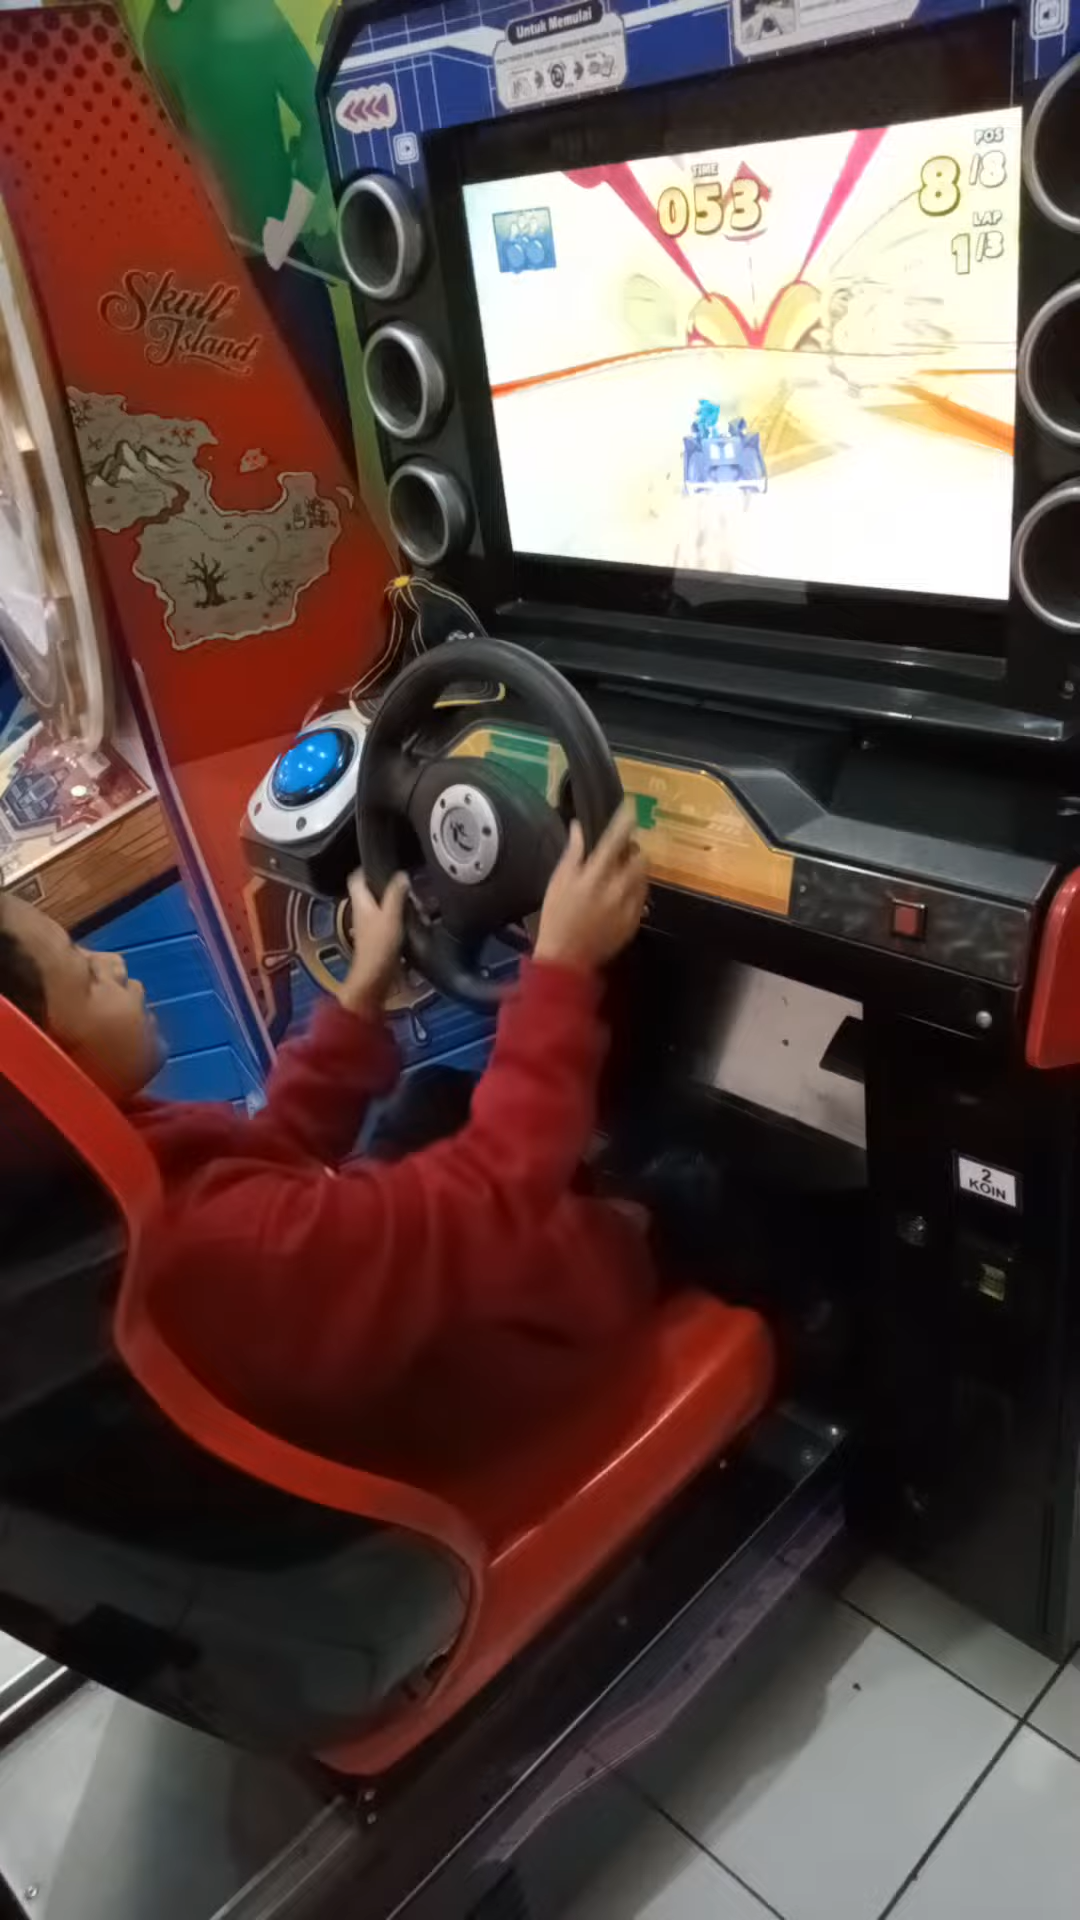 Untuk Memulai
TIME
053
POS
8/8
LAP
1/3
Skull
Island
2
KOIN